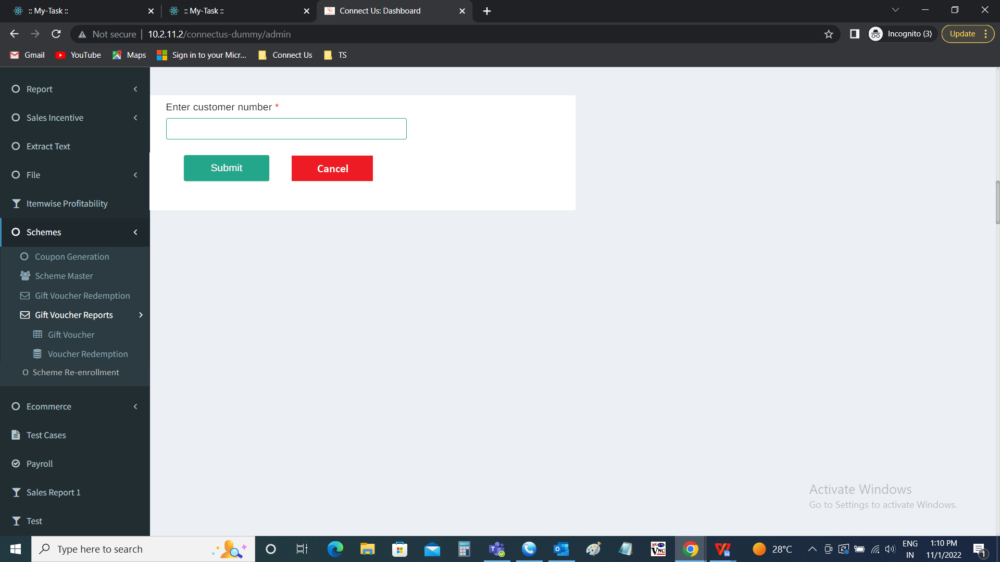 :: My-Task ::
:: My-Task ::
Connect Us: Dashboard
Not secure
10.2.11.2/connectus-dummy/admin
Incognito (3)
Update
Gmail
YouTube
Maps
Sign in to your Micr...
Connect Us
TS
Report
Sales Incentive
Extract Text
File
Itemwise Profitability
Schemes
Coupon Generation
Scheme Master
Gift Voucher Redemption
Gift Voucher Reports
Gift Voucher
Voucher Redemption
Scheme Re-enrollment
Ecommerce
Test Cases
Payroll
Sales Report 1
Test
Enter customer number *
Submit
Cancel
Activate Windows
Go to Settings to activate Windows.
Type here to search
28°C
ENG
IN
1:10 PM
11/1/2022
1